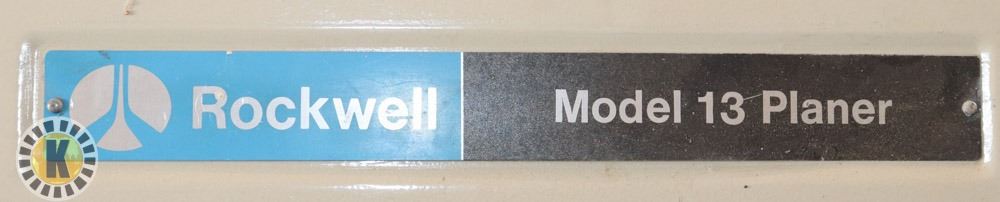 Rockwell Model 13 Planer
K